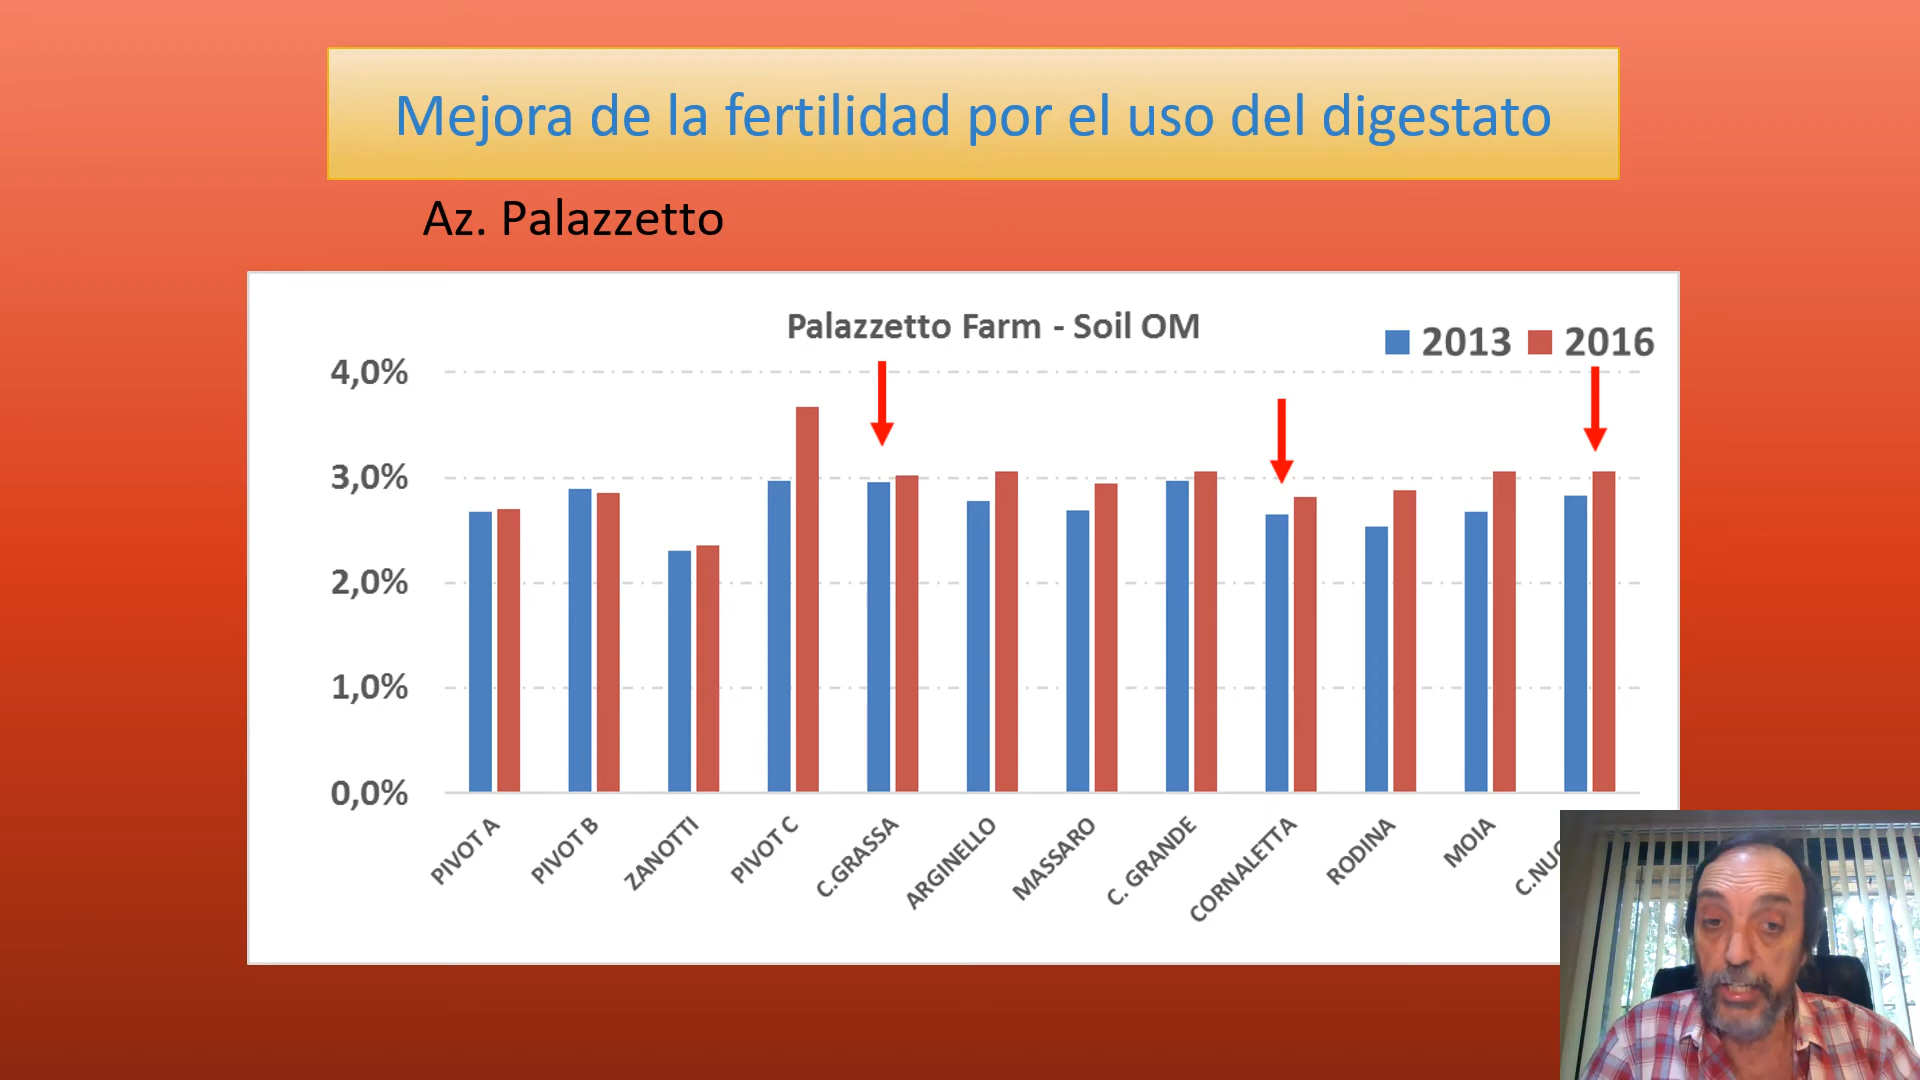 Mejora de la fertilidad por el uso del digestato
Az. Palazzetto
Palazzetto Farm - Soil OM
2013 2016
4,0%
3,0%
2,0%
1,0%
0,0%
PIVOT A
PIVOT B
ZANOTTI
PIVOT C
C.GRASSA
ARGINELLO
MASSARO
C. GRANDE
CORNALETTA
RODINA
MOIA